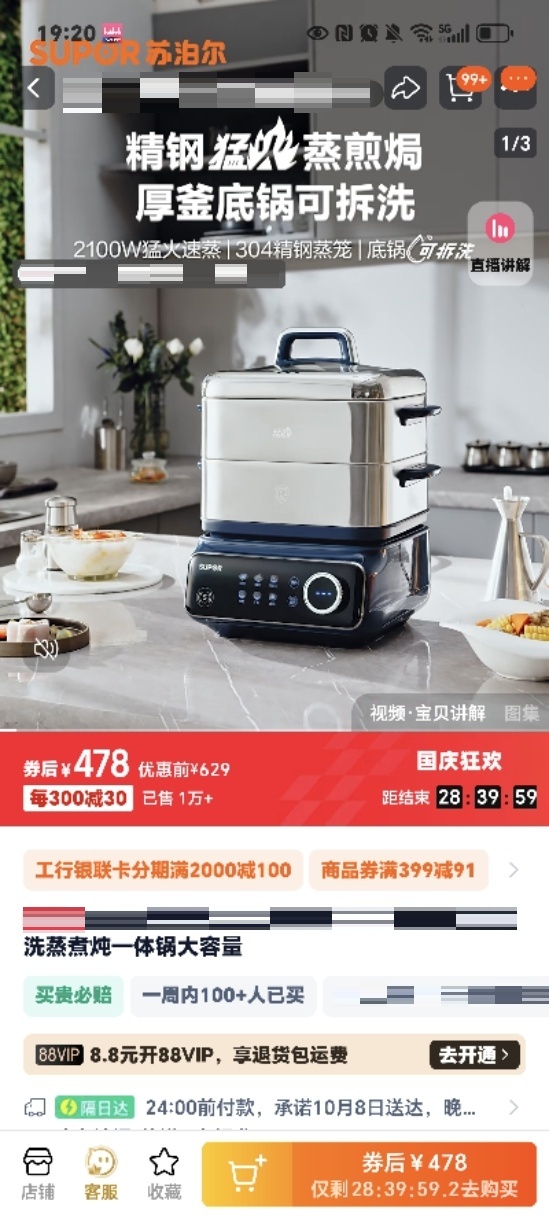 19:20
5G
SUPOR 苏泊尔
99+
精钢猛火蒸煎焗
1/3
厚釜底锅可拆洗
2100W猛火速蒸 | 304精钢蒸笼 | 底锅可拆洗
直播讲解
SUPOR
视频·宝贝讲解 图集
券后¥478 优惠前¥629
国庆狂欢
每300减30 已售 1万+
距结束 28:39:59
工行银联卡分期满2000减100 商品券满399减91
洗蒸煮炖一体锅大容量
买贵必赔 一周内100+人已买
88VIP 8.8元开88VIP，享退货包运费 去开通
隔日达 24:00前付款，承诺10月8日送达，晚...
店铺 客服 收藏
券后¥478
仅剩28:39:59.2去购买